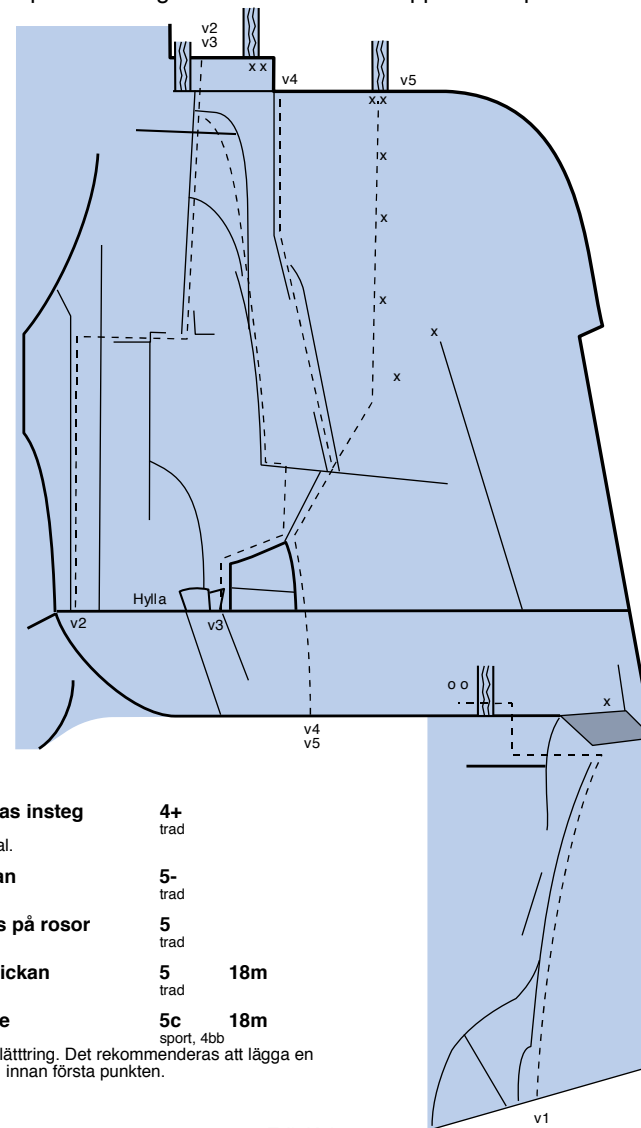 v2
v3
x x
v4
v5
x x
x
x
x
x
x
Hylla
v2
v3
o o
x
v4
v5
as insteg 4+
trad
al.
an 5-
trad
s på rosor 5
trad
ickan 5 18m
trad
e 5c 18m
sport, 4bb
lätttring. Det rekommenderas att lägga en
innan första punkten.
v1